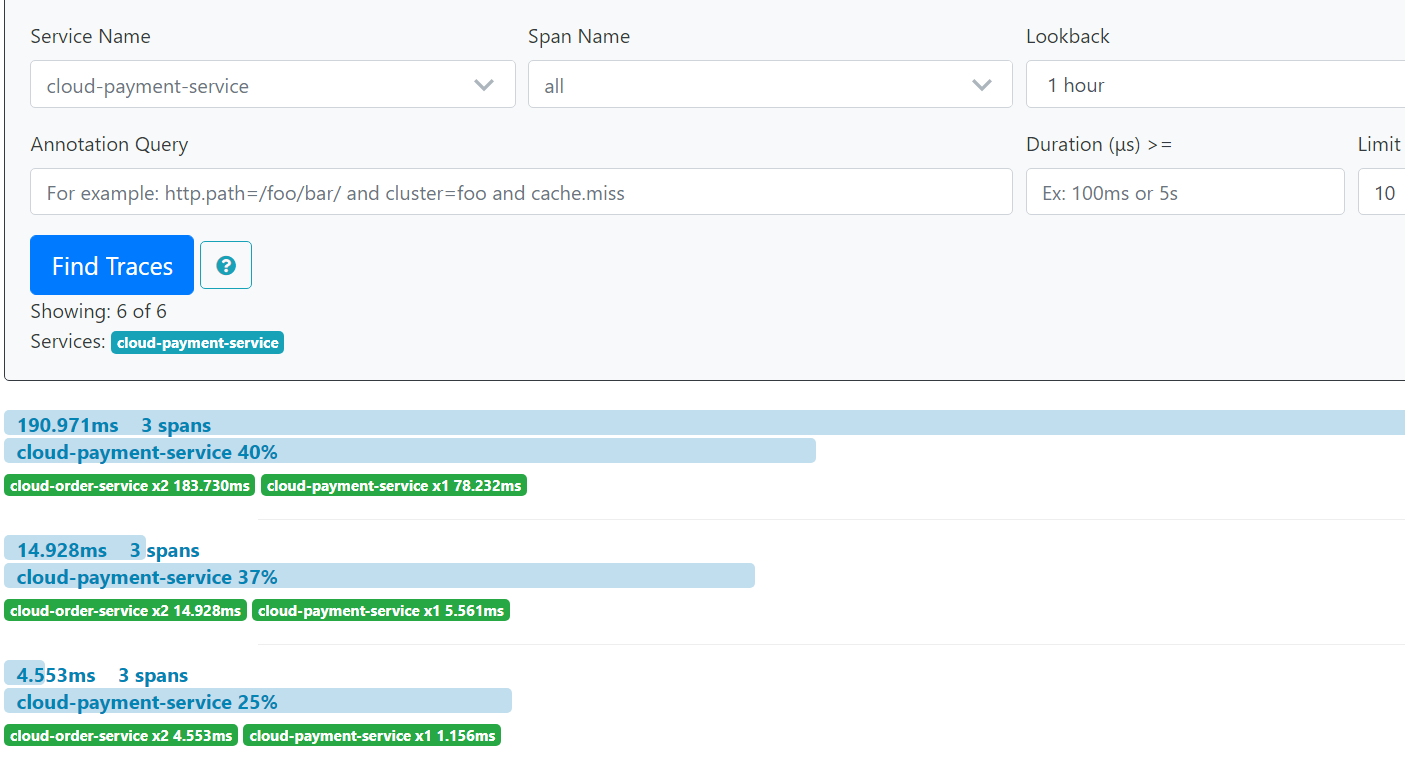 Service Name Span Name Lookback
cloud-payment-service all 1 hour
Annotation Query Duration (μs) >= Limit
For example: http.path=/foo/bar/ and cluster=foo and cache.miss Ex: 100ms or 5s 10
Find Traces ?
Showing: 6 of 6
Services: cloud-payment-service
190.971ms 3 spans
cloud-payment-service 40%
cloud-order-service x2 183.730ms cloud-payment-service x1 78.232ms
14.928ms 3 spans
cloud-payment-service 37%
cloud-order-service x2 14.928ms cloud-payment-service x1 5.561ms
4.553ms 3 spans
cloud-payment-service 25%
cloud-order-service x2 4.553ms cloud-payment-service x1 1.156ms